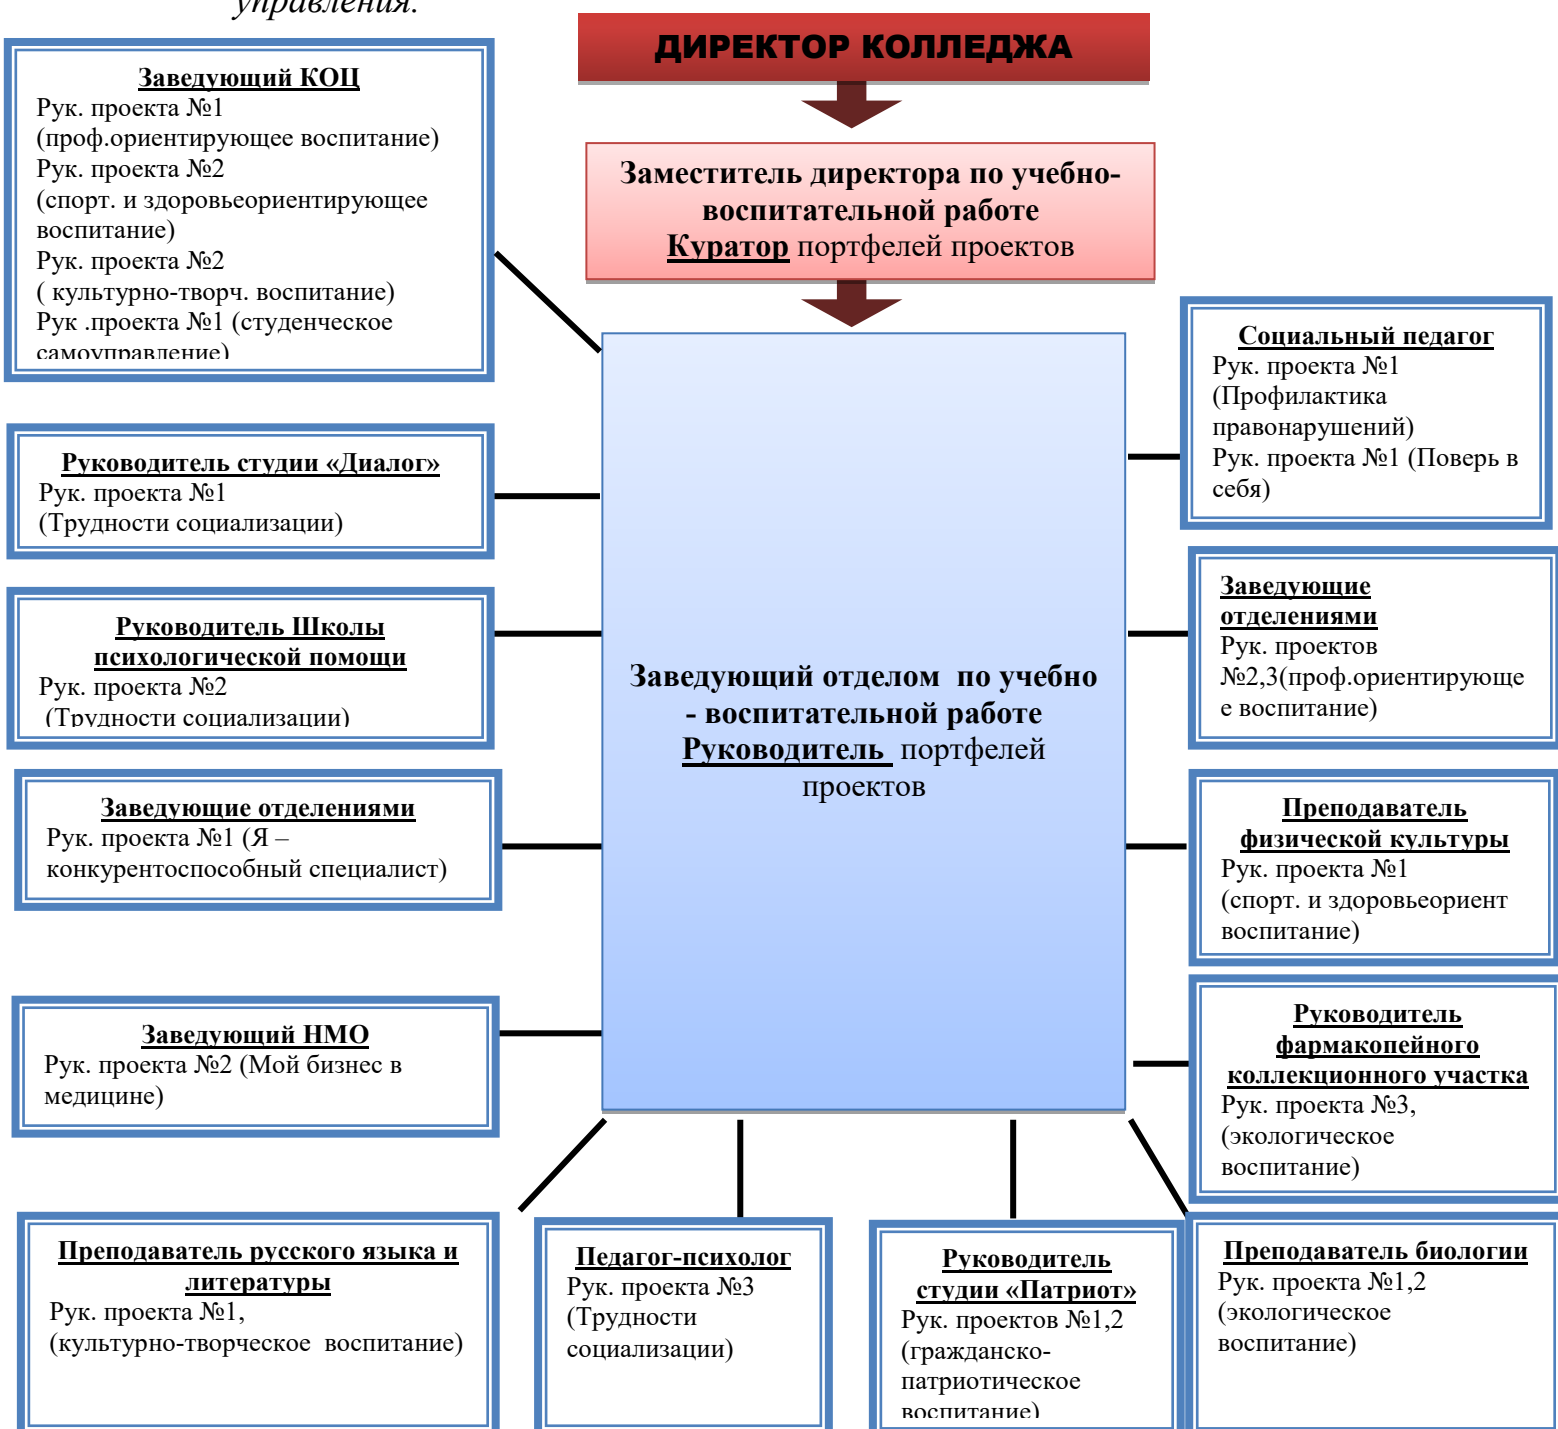 управления.
ДИРЕКТОР КОЛЛЕДЖА
Заместитель директора по учебно-
воспитательной работе
Куратор портфелей проектов
Заведующий КОЦ
Рук. проекта №1
(проф.ориентирующее воспитание)
Рук. проекта №2
(спорт. и здоровьеориентирующее
воспитание)
Рук. проекта №2
( культурно-творч. воспитание)
Рук .проекта №1 (студенческое
самоуправление)
Руководитель студии «Диалог»
Рук. проекта №1
(Трудности социализации)
Руководитель Школы
психологической помощи
Рук. проекта №2
(Трудности социализации)
Заведующие отделениями
Рук. проекта №1 (Я –
конкурентоспособный специалист)
Заведующий НМО
Рук. проекта №2 (Мой бизнес в
медицине)
Заведующий отделом по учебно
- воспитательной работе
Руководитель портфелей
проектов
Социальный педагог
Рук. проекта №1
(Профилактика
правонарушений)
Рук. проекта №1 (Поверь в
себя)
Заведующие
отделениями
Рук. проектов
№2,3(проф.ориентирующе
е воспитание)
Преподаватель
физической культуры
Рук. проекта №1
(спорт. и здоровьеориент
воспитание)
Руководитель
фармакопейного
коллекционного участка
Рук. проекта №3,
(экологическое
воспитание)
Преподаватель русского языка и
литературы
Рук. проекта №1,
(культурно-творческое воспитание)
Педагог-психолог
Рук. проекта №3
(Трудности
социализации)
Руководитель
студии «Патриот»
Рук. проектов №1,2
(гражданско-
патриотическое
воспитание)
Преподаватель биологии
Рук. проекта №1,2
(экологическое
воспитание)